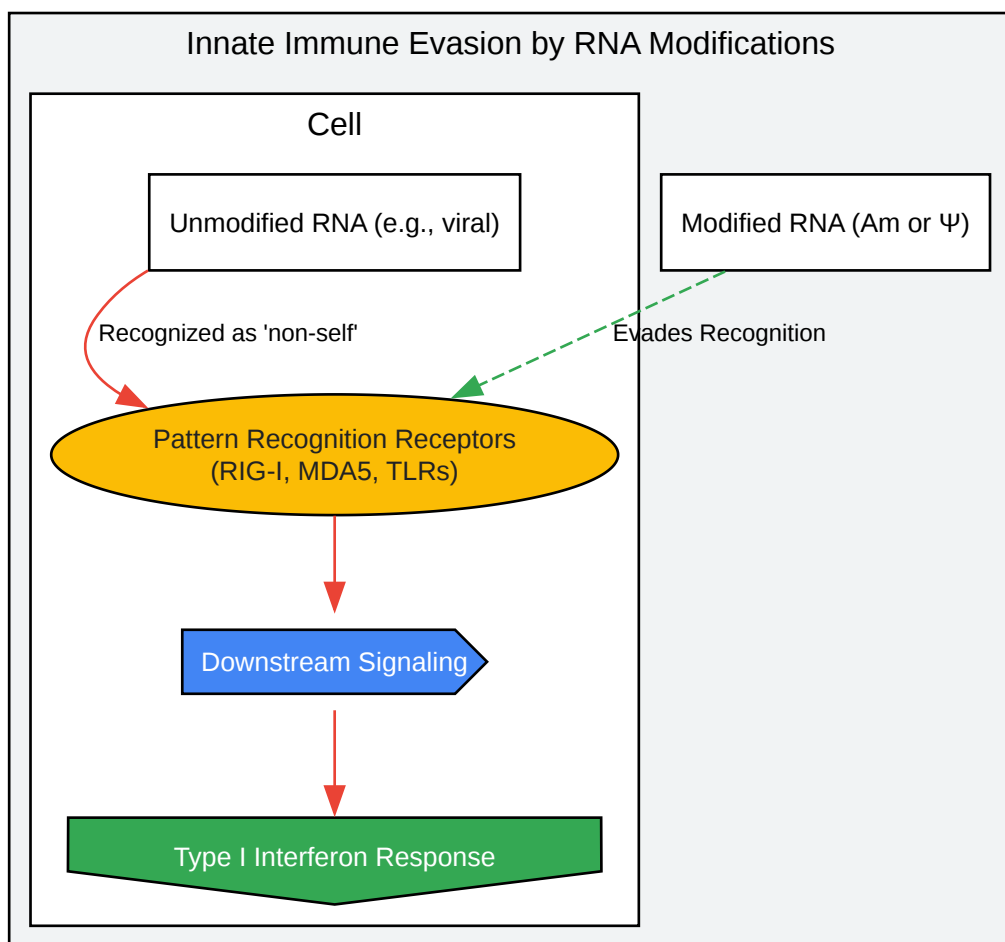 Innate Immune Evasion by RNA Modifications
Cell
Unmodified RNA (e.g., viral)
Modified RNA (Am or Ψ)
Recognized as 'non-self'
Evades Recognition
Pattern Recognition Receptors
(RIG-I, MDA5, TLRs)
Downstream Signaling
Type I Interferon Response